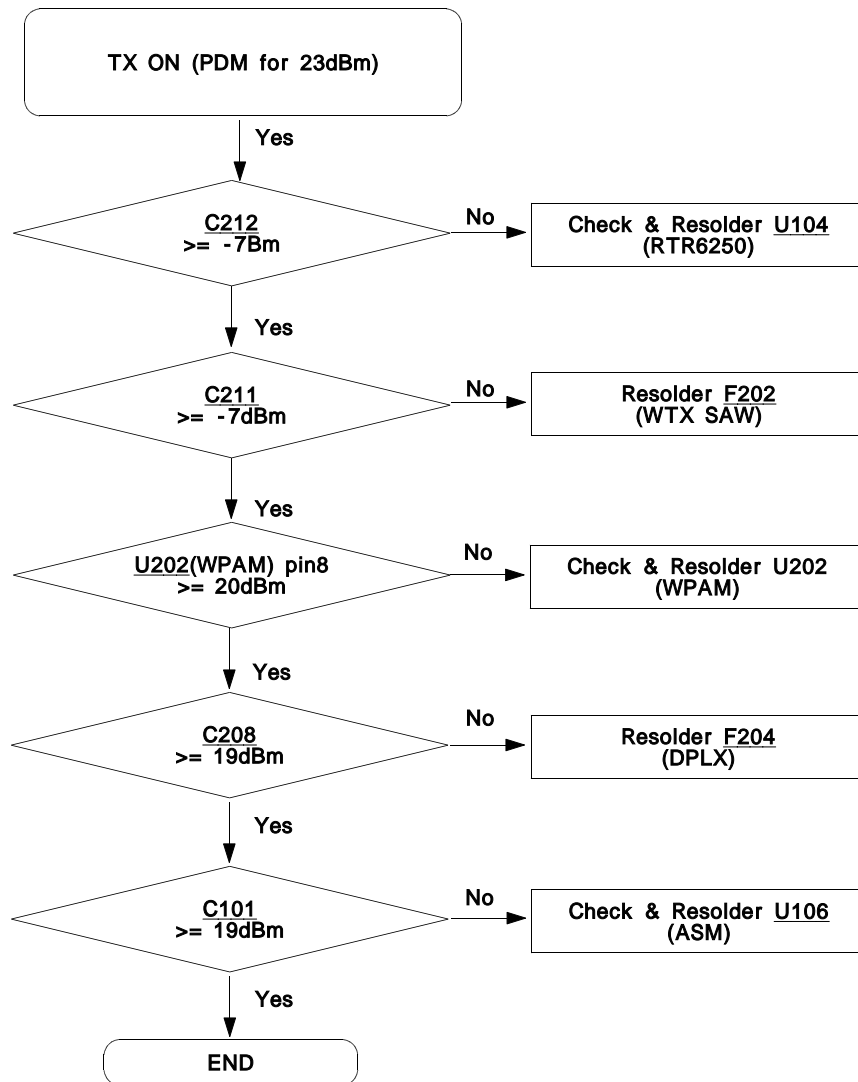 TX ON (PDM for 23dBm)
Yes
C212
>= -7Bm
No
Check & Resolder U104
(RTR6250)
Yes
C211
>= -7dBm
No
Resolder F202
(WTX SAW)
Yes
U202(WPAM) pin8
>= 20dBm
No
Check & Resolder U202
(WPAM)
Yes
C208
>= 19dBm
No
Resolder F204
(DPLX)
Yes
C101
>= 19dBm
No
Check & Resolder U106
(ASM)
Yes
END